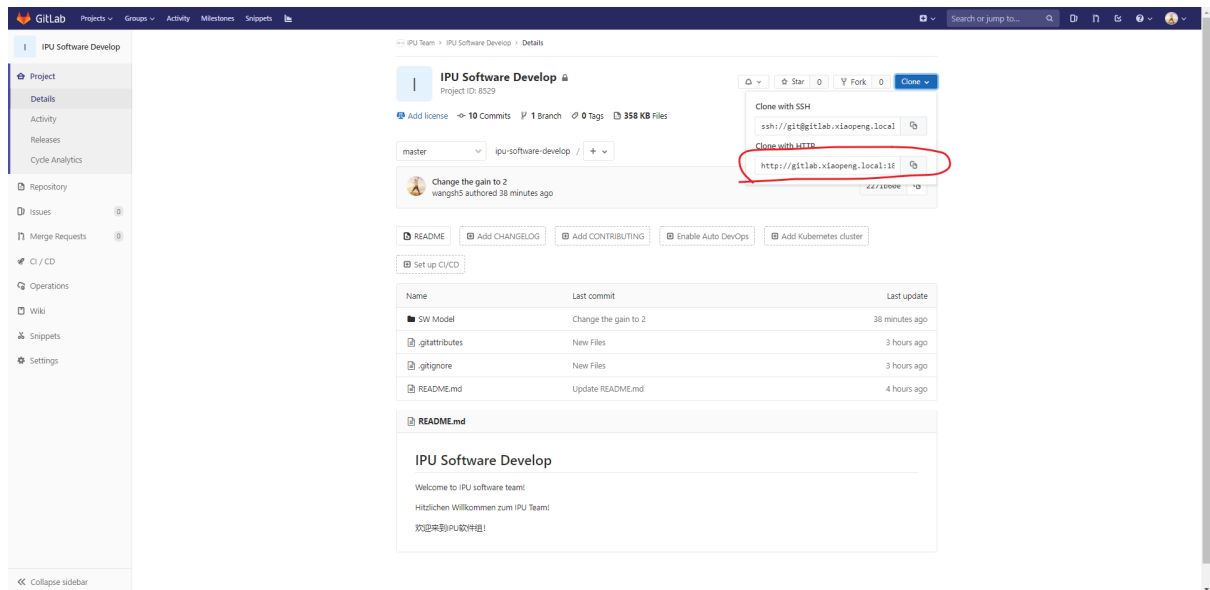 GitLab Projects Groups Activity Milestones Snippets Search or jump to...
I IPU Software Develop
Project
Details
Activity
Releases
Cycle Analytics
Repository
Issues 0
Merge Requests 0
CI / CD
Operations
Wiki
Snippets
Settings
Collapse sidebar
IPU Team > IPU Software Develop > Details
I IPU Software Develop
Project ID: 8529
Star 0 Fork 0 Clone
Add license 10 Commits 1 Branch 0 Tags 358 KB Files
Clone with SSH
ssh://git@gitlab.xiaopeng.local
Clone with HTTP
http://gitlab.xiaopeng.local:18
master ipu-software-develop / +
Change the gain to 2
wangsh5 authored 38 minutes ago
README Add CHANGELOG Add CONTRIBUTING Enable Auto DevOps Add Kubernetes cluster
Set up CI/CD
Name Last commit Last update
SW Model Change the gain to 2 38 minutes ago
.gitattributes New Files 3 hours ago
.gitignore New Files 3 hours ago
README.md Update README.md 4 hours ago
README.md
IPU Software Develop
Welcome to IPU software team!
Hitzlichen Willkommen zum IPU Team!
欢迎来到IPU软件组!